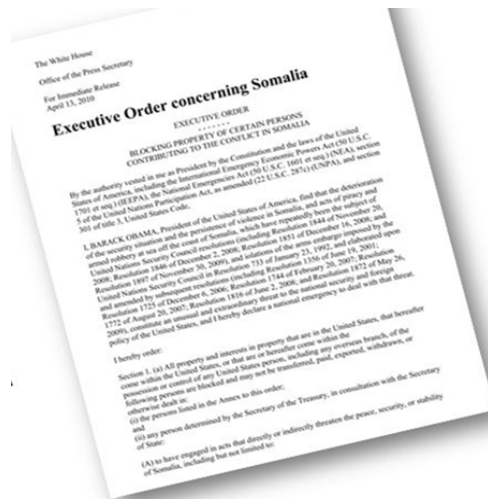 The White House
Office of the Press Secretary
For Immediate Release
April 13, 2010
Executive Order concerning Somalia
EXECUTIVE ORDER
- - - - - - -
BLOCKING PROPERTY OF CERTAIN PERSONS
CONTRIBUTING TO THE CONFLICT IN SOMALIA
By the authority vested in me as President by the Constitution and the laws of the United
States of America, including the International Emergency Economic Powers Act (50 U.S.C.
1701 et seq.) (IEEPA), the National Emergencies Act (50 U.S.C. 1601 et seq.) (NEA), section
5 of the United Nations Participation Act, as amended (22 U.S.C. 287c) (UNPA), and section
301 of title 3, United States Code,
I, BARACK OBAMA, President of the United States of America, find that the deterioration
of the security situation and the persistence of violence in Somalia, and acts of piracy and
armed robbery at sea off the coast of Somalia, which have repeatedly been the subject of
United Nations Security Council resolutions (including Resolution 1844 of November 20,
2008; Resolution 1846 of December 2, 2008; Resolution 1851 of December 16, 2008; and
Resolution 1897 of November 30, 2009), and violations of the arms embargo imposed by the
United Nations Security Council in Resolution 733 of January 23, 1992, and elaborated upon
and amended by subsequent resolutions (including Resolution 1356 of June 19, 2001;
Resolution 1725 of December 6, 2006; Resolution 1744 of February 20, 2007; Resolution
1772 of August 20, 2007; Resolution 1816 of June 2, 2008; and Resolution 1872 of May 26,
2009), constitute an unusual and extraordinary threat to the national security and foreign
policy of the United States, and I hereby declare a national emergency to deal with that threat.
I hereby order:
Section 1. (a) All property and interests in property that are in the United States, that hereafter
come within the United States, or that are or hereafter come within the
possession or control of any United States person, including any overseas branch, of the
following persons are blocked and may not be transferred, paid, exported, withdrawn, or
otherwise dealt in:
(i) the persons listed in the Annex to this order;
and
(ii) any person determined by the Secretary of the Treasury, in consultation with the Secretary
of State:
(A) to have engaged in acts that directly or indirectly threaten the peace, security, or stability
of Somalia, including but not limited to: